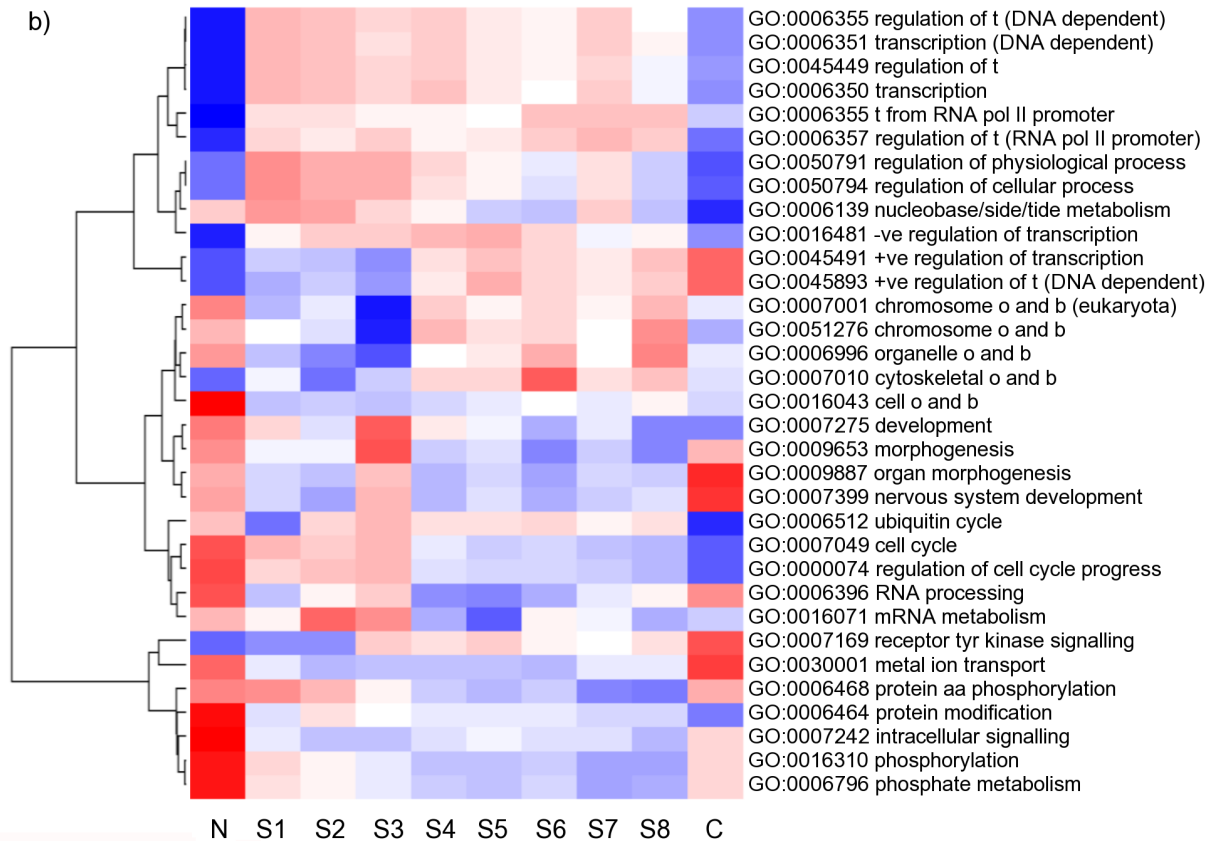 b)
GO:0006355 regulation of t (DNA dependent)
GO:0006351 transcription (DNA dependent)
GO:0045449 regulation of t
GO:0006350 transcription
GO:0006355 t from RNA pol II promoter
GO:0006357 regulation of t (RNA pol II promoter)
GO:0050791 regulation of physiological process
GO:0050794 regulation of cellular process
GO:0006139 nucleobase/side/tide metabolism
GO:0016481 -ve regulation of transcription
GO:0045491 +ve regulation of transcription
GO:0045893 +ve regulation of t (DNA dependent)
GO:0007001 chromosome o and b (eukaryota)
GO:0051276 chromosome o and b
GO:0006996 organelle o and b
GO:0007010 cytoskeletal o and b
GO:0016043 cell o and b
GO:0007275 development
GO:0009653 morphogenesis
GO:0009887 organ morphogenesis
GO:0007399 nervous system development
GO:0006512 ubiquitin cycle
GO:0007049 cell cycle
GO:0000074 regulation of cell cycle progress
GO:0006396 RNA processing
GO:0016071 mRNA metabolism
GO:0007169 receptor tyr kinase signalling
GO:0030001 metal ion transport
GO:0006468 protein aa phosphorylation
GO:0006464 protein modification
GO:0007242 intracellular signalling
GO:0016310 phosphorylation
GO:0006796 phosphate metabolism
N S1 S2 S3 S4 S5 S6 S7 S8 C